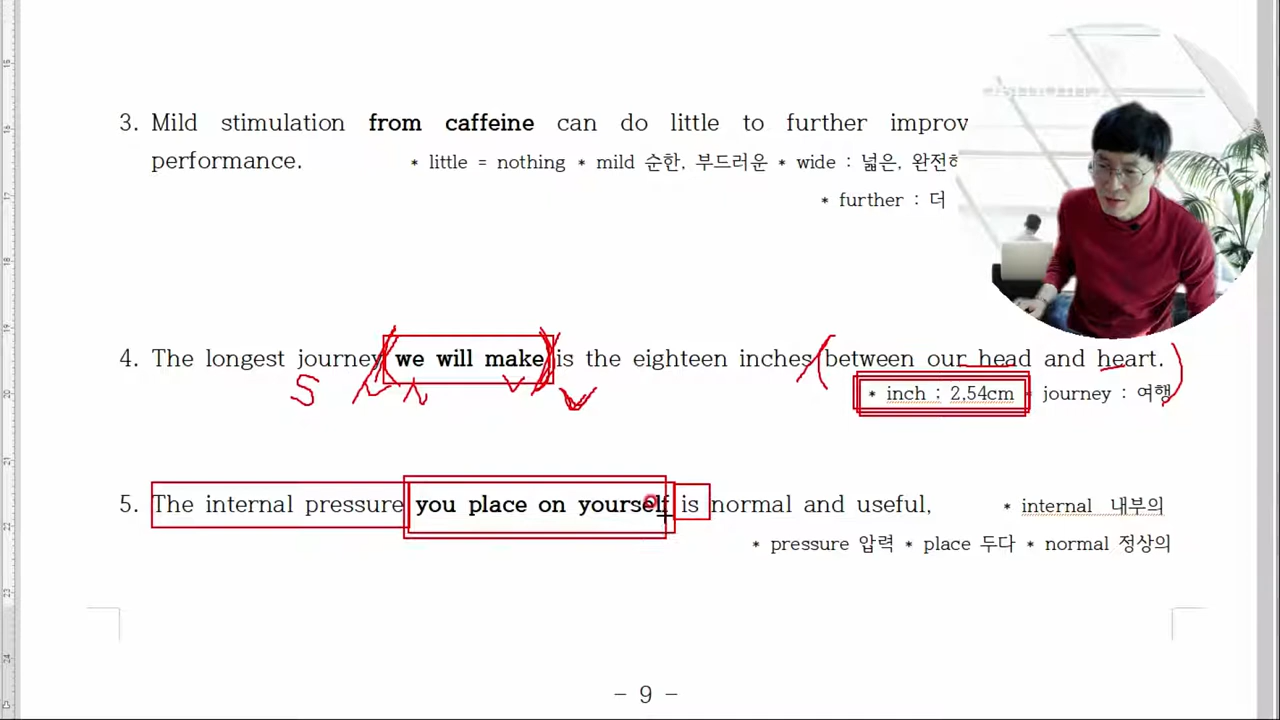 3. Mild stimulation from caffeine can do little to further improv
performance. * little = nothing * mild 순한, 부드러운 * wide : 넓은,
* further : 더
4. The longest journey we will make is the eighteen inches between our head and heart.
S V
* inch : 2.54cm * journey : 여행
5. The internal pressure you place on yourself is normal and useful, * internal 내부의
* pressure 압력 * place 두다 * normal 정상의
- 9 -